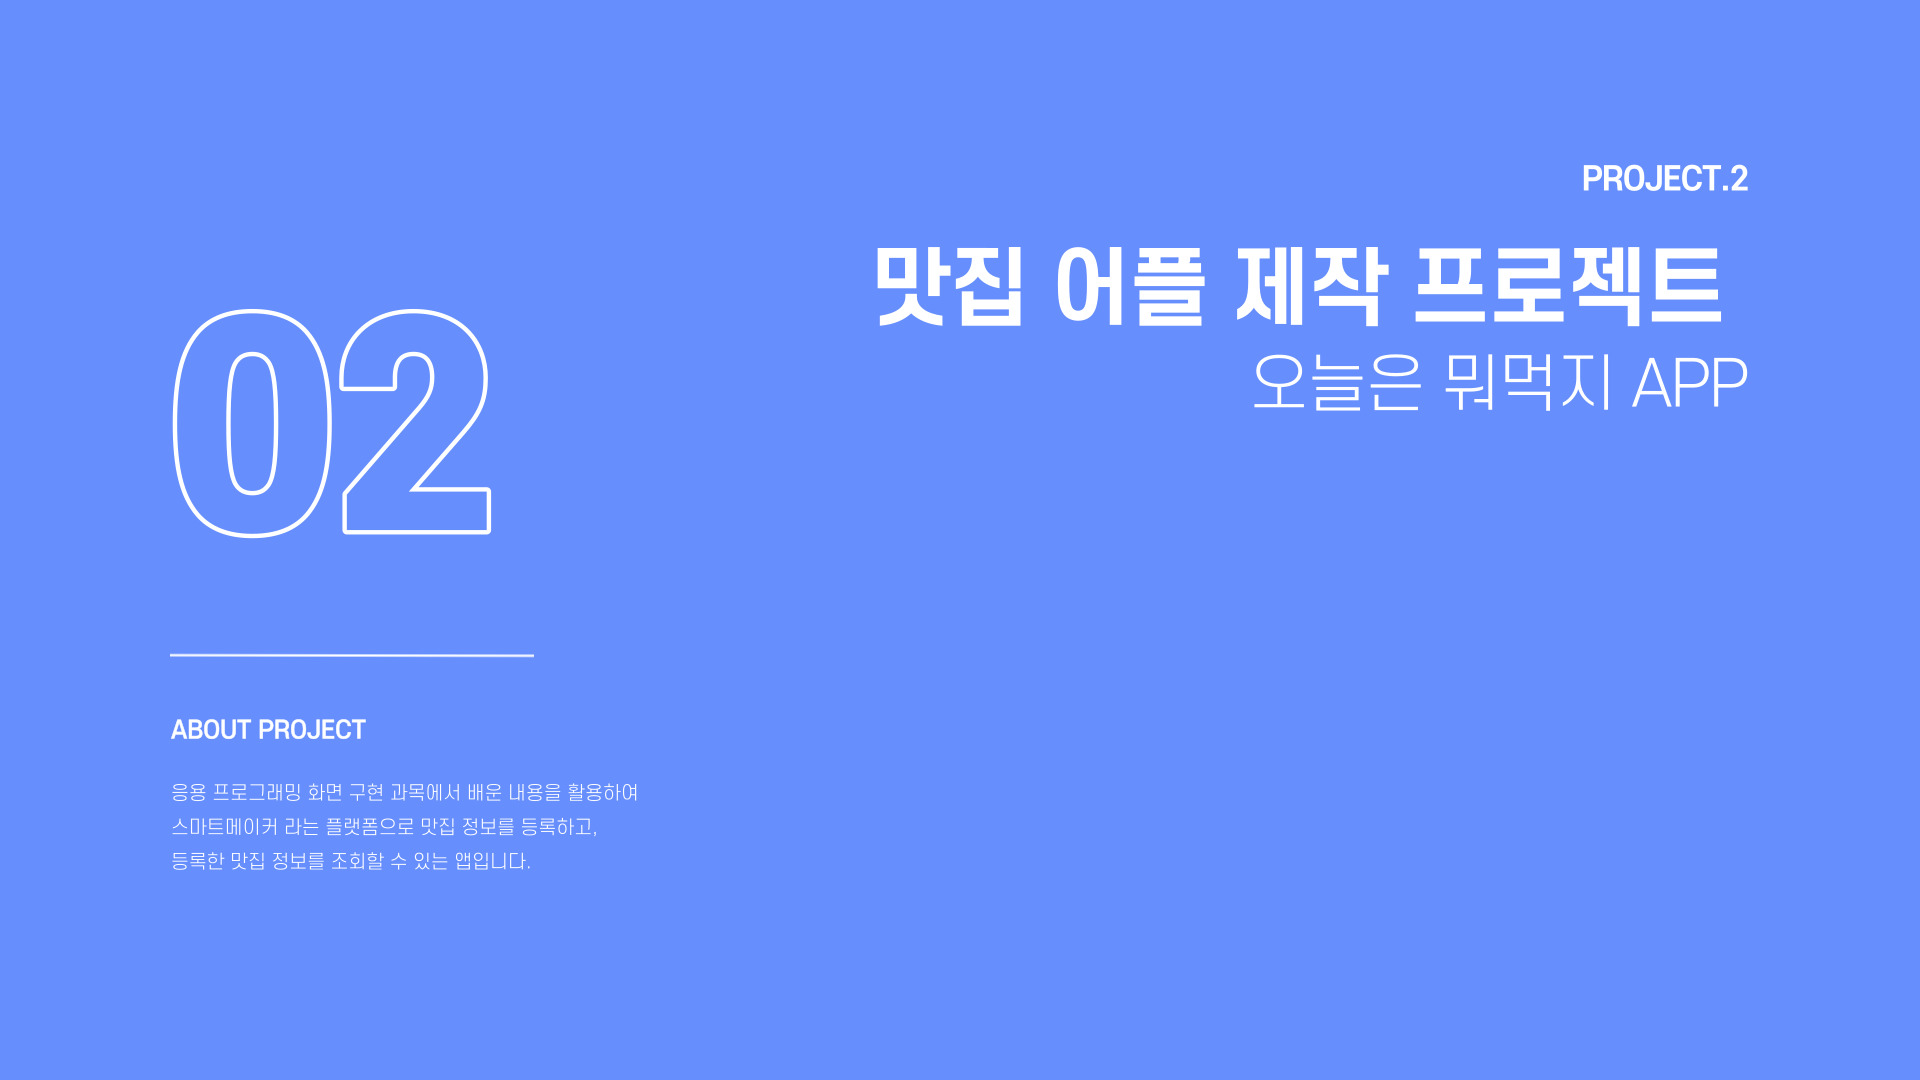 PROJECT.2
맛집 어플 제작 프로젝트
오늘은 뭐먹지 APP
02
ABOUT PROJECT
응용 프로그래밍 화면 구현 과목에서 배운 내용을 활용하여
스마트메이커 라는 플랫폼으로 맛집 정보를 등록하고,
등록한 맛집 정보를 조회할 수 있는 앱입니다.